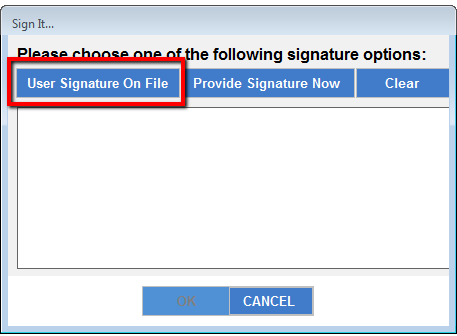 Sign It...
Please choose one of the following signature options:
User Signature On File Provide Signature Now Clear
OK CANCEL